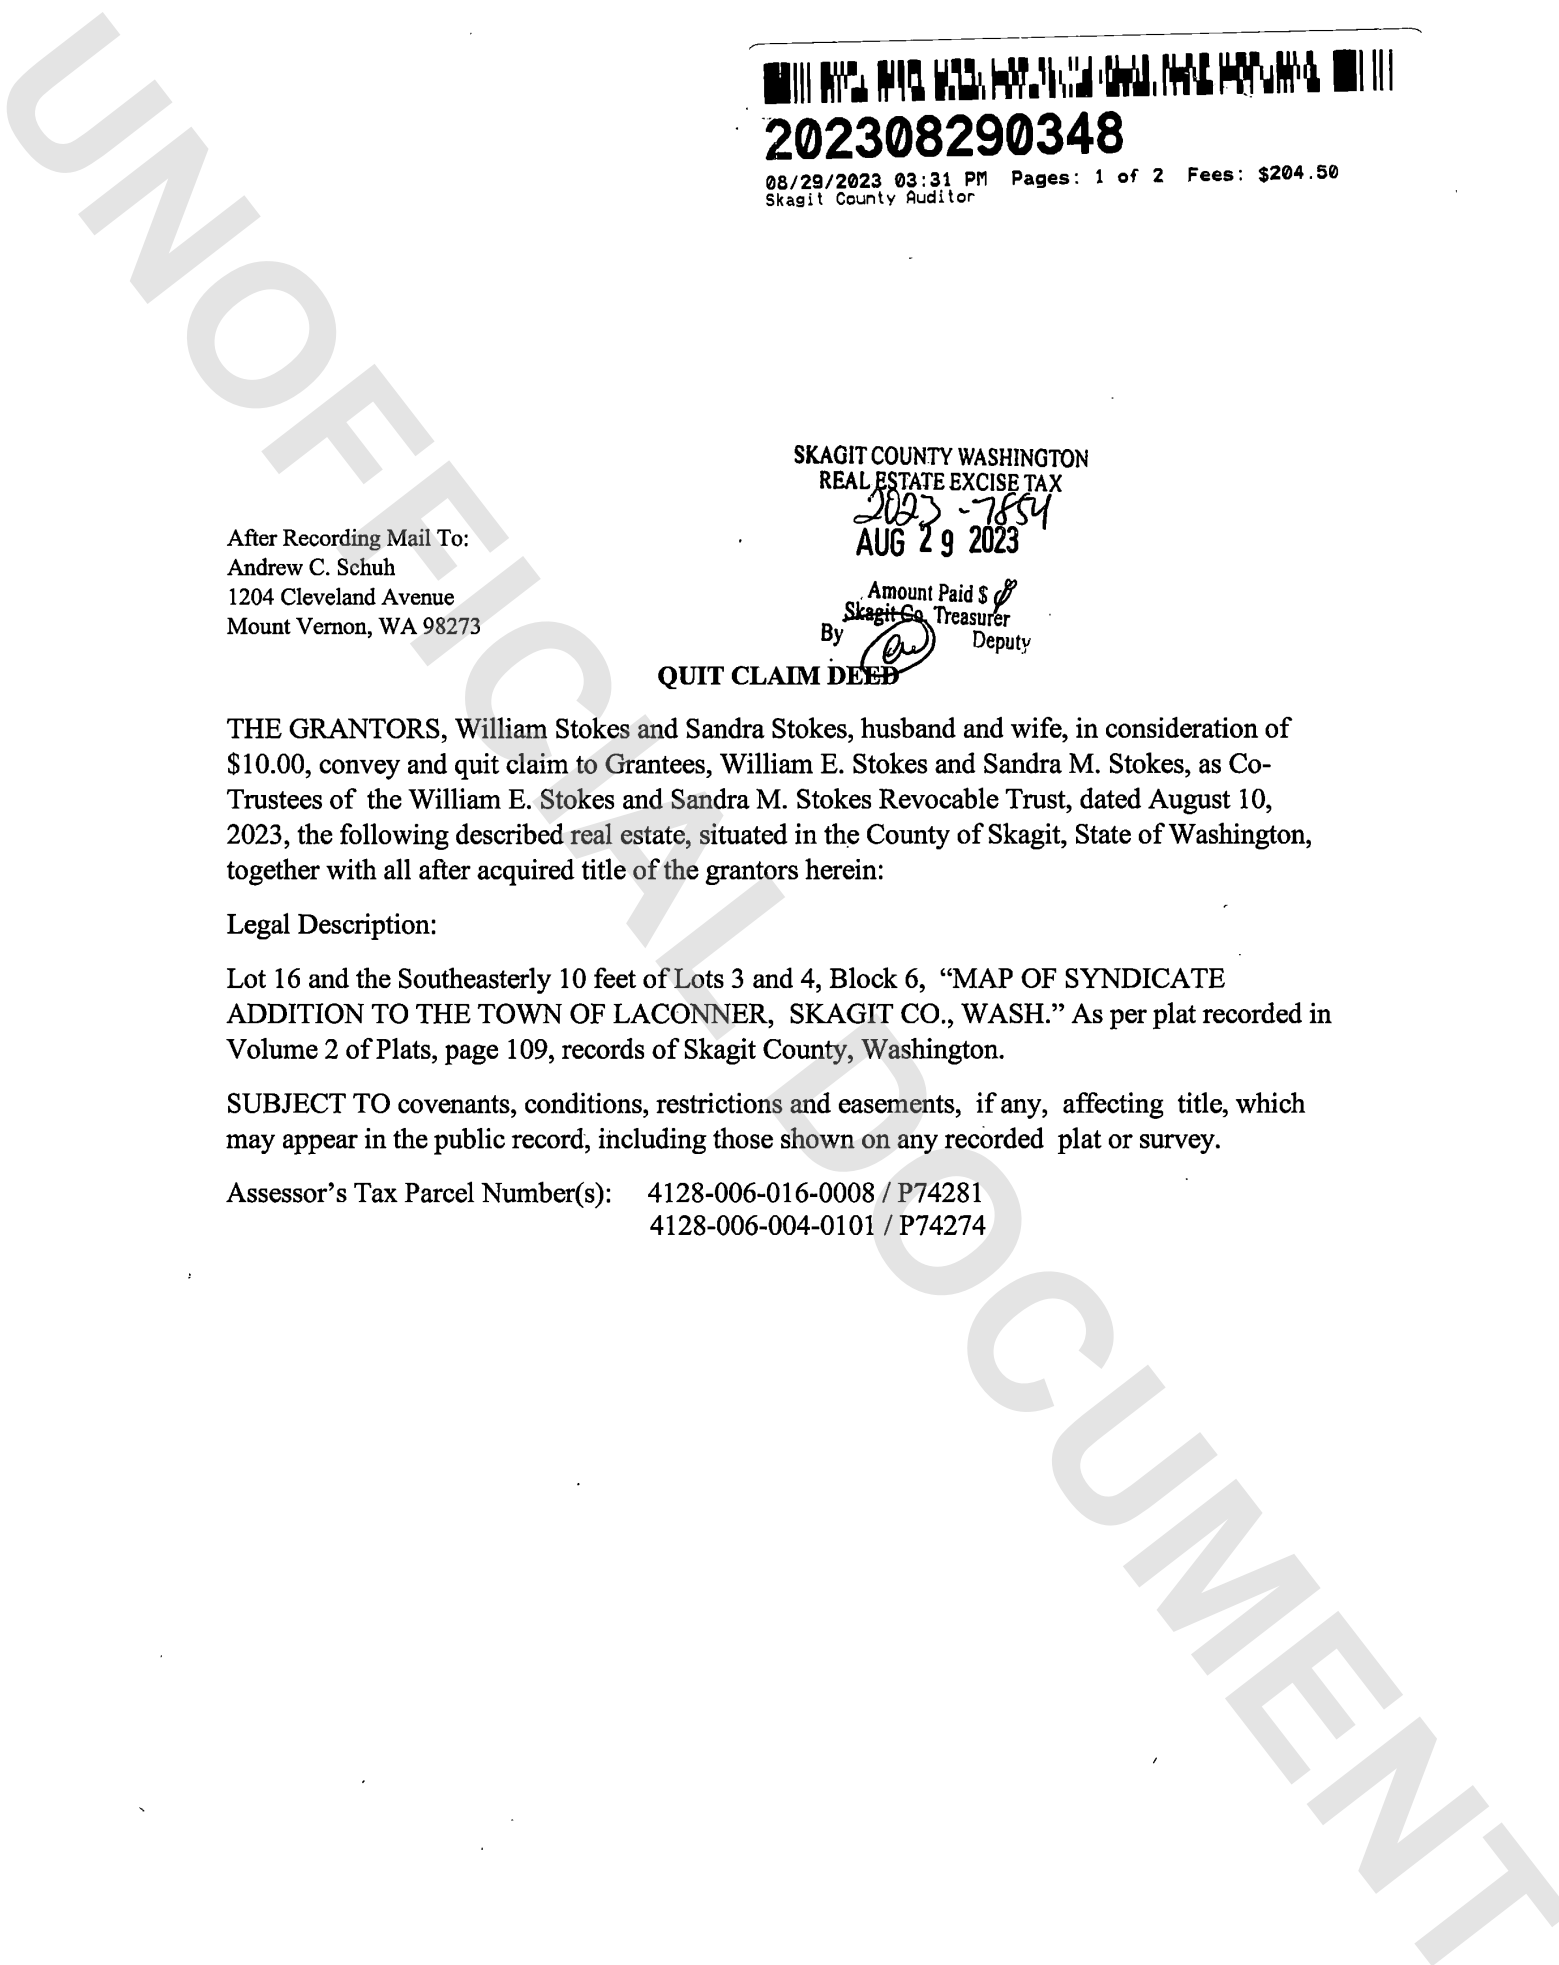 202308290348
08/29/2023 03:31 PM Pages: 1 of 2 Fees: $204.50
Skagit County Auditor
SKAGIT COUNTY WASHINGTON
REAL ESTATE EXCISE TAX
2023-7854
AUG 29 2023
Amount Paid $
Skagit Co. Treasurer
By Deputy
After Recording Mail To:
Andrew C. Schuh
1204 Cleveland Avenue
Mount Vernon, WA 98273
QUIT CLAIM DEED
THE GRANTORS, William Stokes and Sandra Stokes, husband and wife, in consideration of
$10.00, convey and quit claim to Grantees, William E. Stokes and Sandra M. Stokes, as Co-
Trustees of the William E. Stokes and Sandra M. Stokes Revocable Trust, dated August 10,
2023, the following described real estate, situated in the County of Skagit, State of Washington,
together with all after acquired title of the grantors herein:
Legal Description:
Lot 16 and the Southeasterly 10 feet of Lots 3 and 4, Block 6, “MAP OF SYNDICATE
ADDITION TO THE TOWN OF LACONNER, SKAGIT CO., WASH.” As per plat recorded in
Volume 2 of Plats, page 109, records of Skagit County, Washington.
SUBJECT TO covenants, conditions, restrictions and easements, if any, affecting title, which
may appear in the public record, including those shown on any recorded plat or survey.
Assessor’s Tax Parcel Number(s): 4128-006-016-0008 / P74281
4128-006-004-0101 / P74274
UNOFFICIAL DOCUMENT